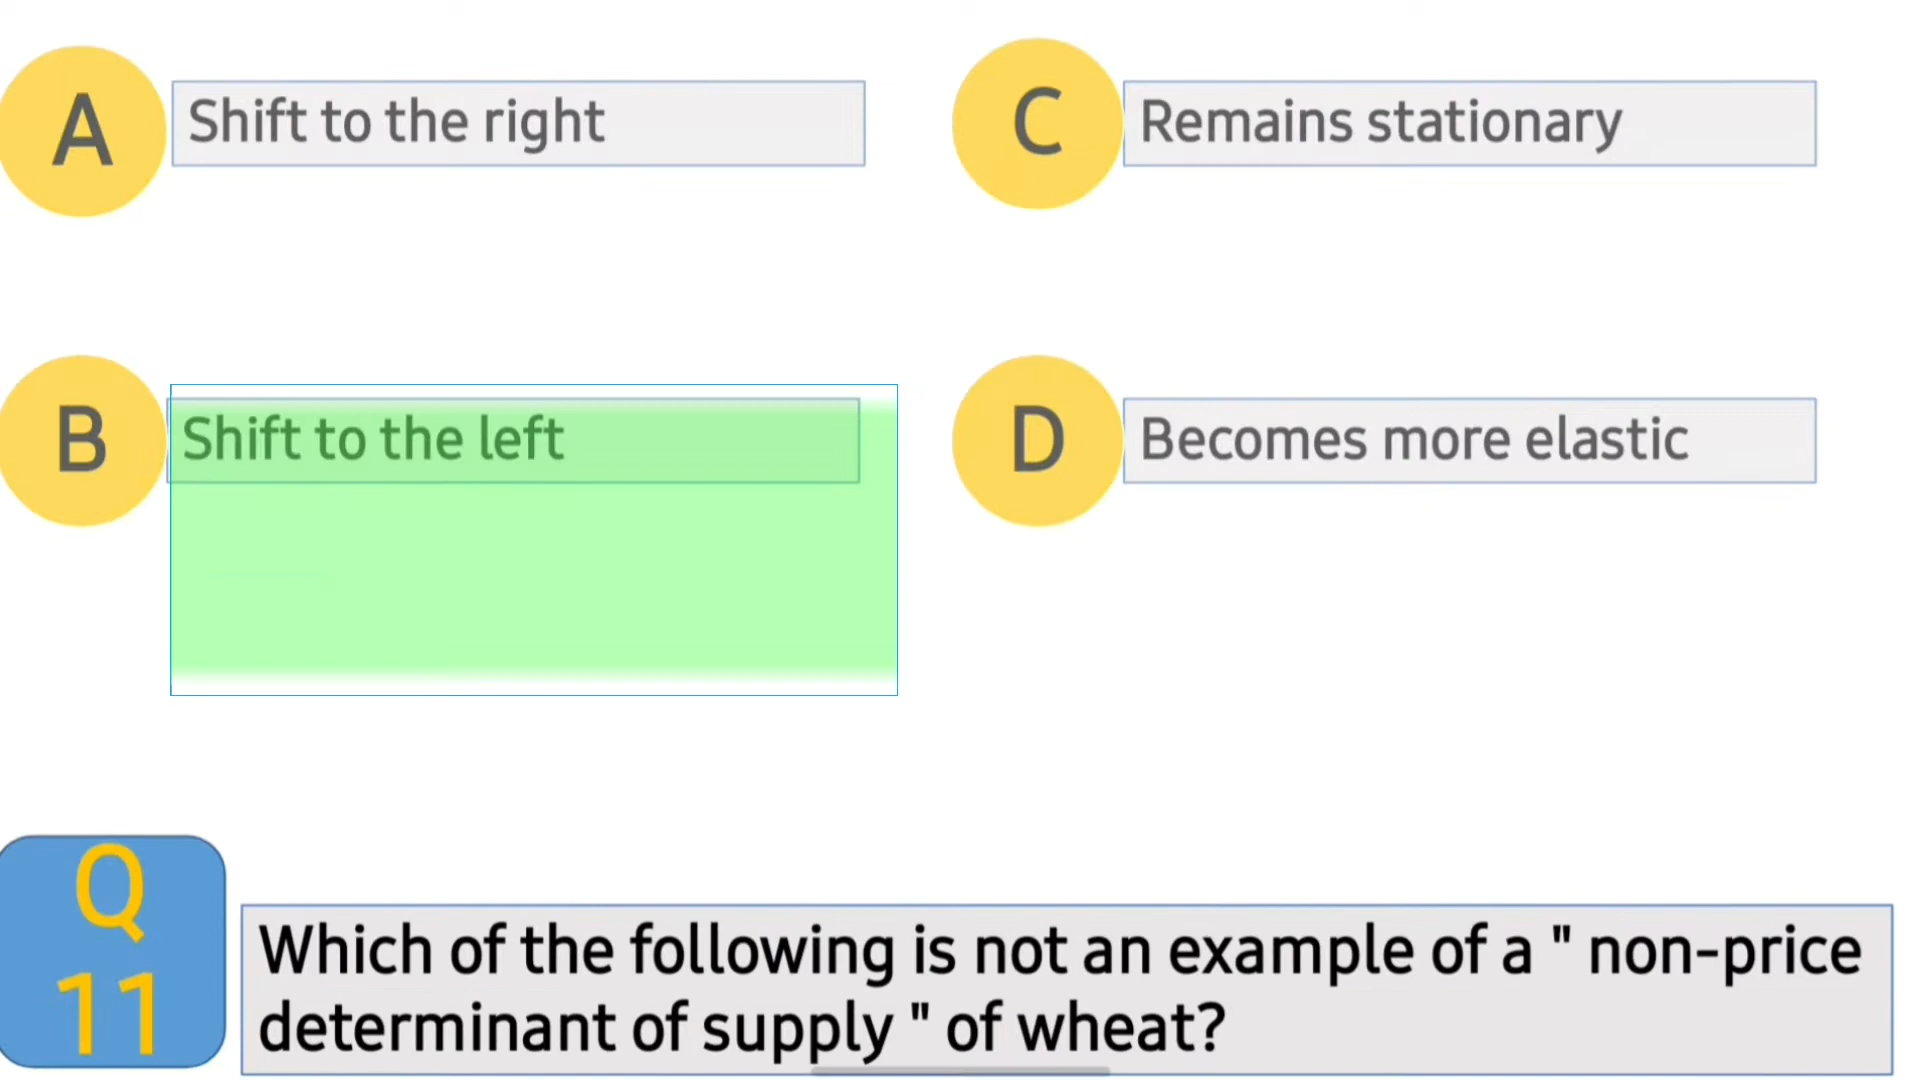 A Shift to the right
C Remains stationary
B Shift to the left
D Becomes more elastic
Q
11
Which of the following is not an example of a " non-price
determinant of supply " of wheat?